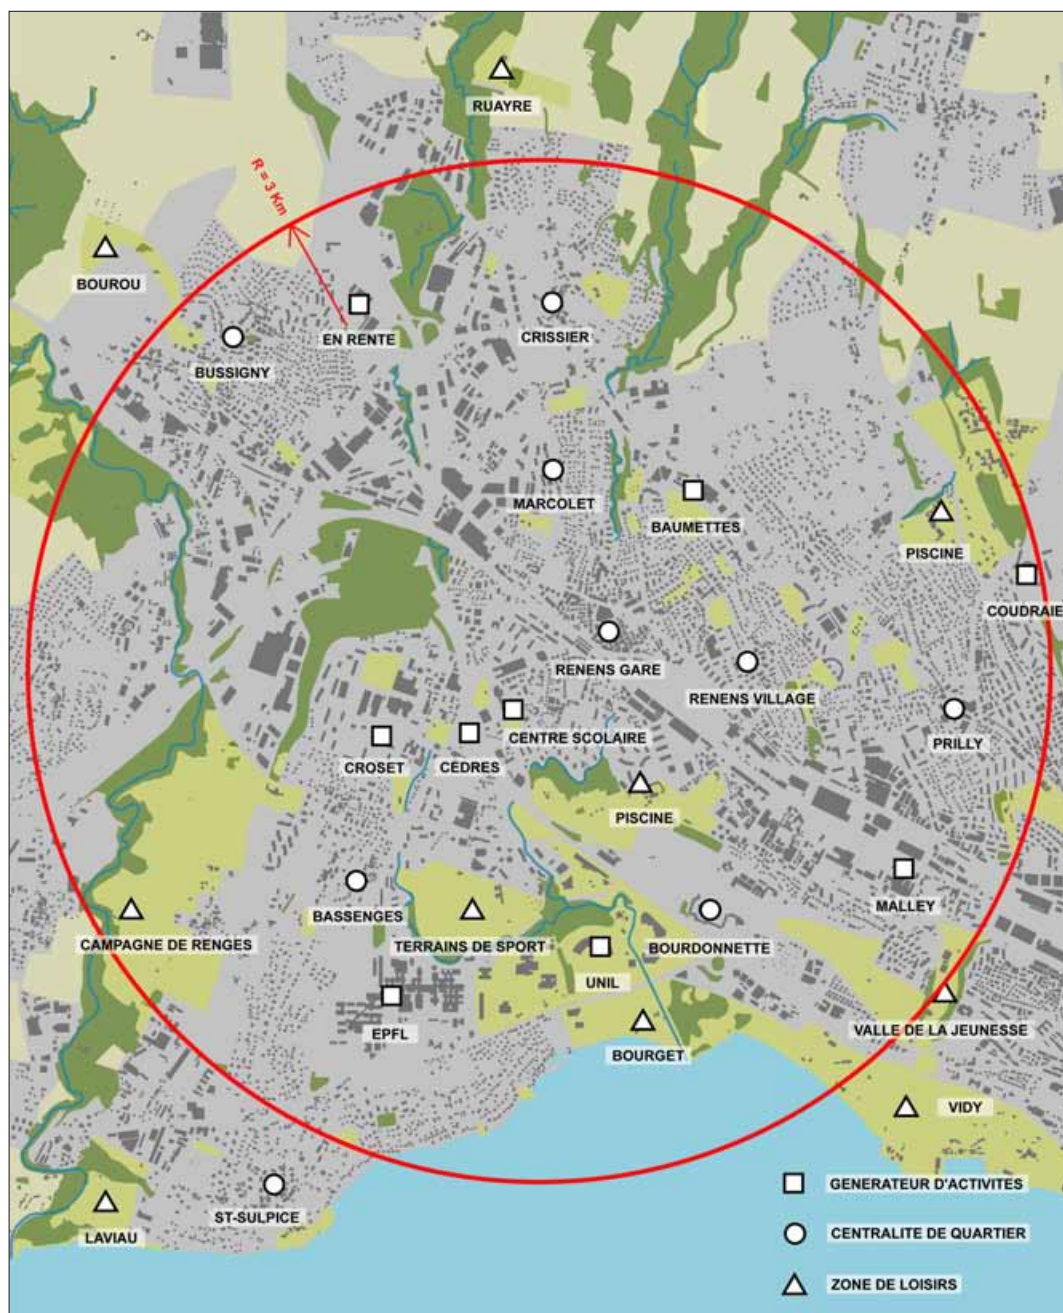 RUAYRE
R = 3 Km
BOUROU
EN RENTE
CRISSIER
BUSSIGNY
MARCOLET
BAUMETTES
PISCINE
COUDRAIE
RENENS GARE
RENENS VILLAGE
CENTRE SCOLAIRE
PRILLY
CROSET
CEDRES
PISCINE
MALLEY
BASSENGES
CAMPAGNE DE RENGES
TERRAINS DE SPORT
BOURDONNETTE
UNIL
EPFL
VALLE DE LA JEUNESSE
BOURGET
VIDY
GENERATEUR D'ACTIVITES
ST-SULPICE
CENTRALITE DE QUARTIER
LAVIAU
ZONE DE LOISIRS